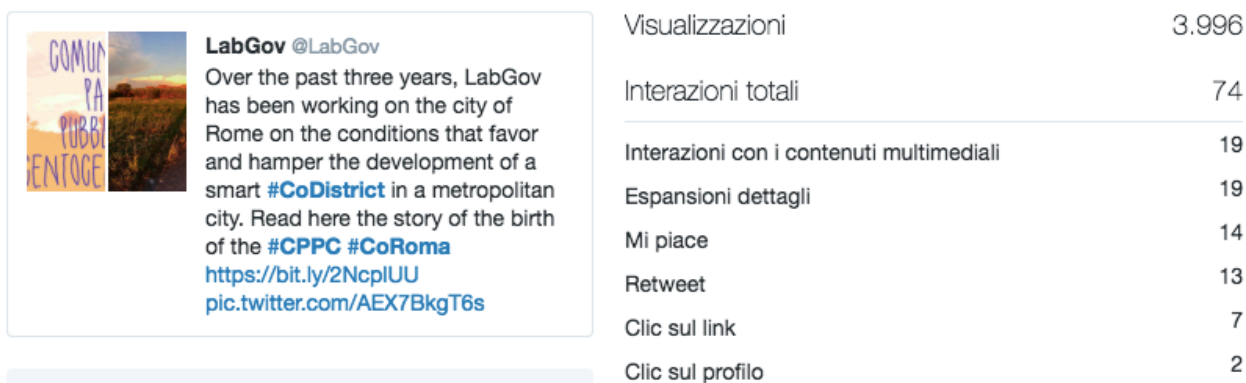 COMUN
PA
PUBBL
CENTOCE
LabGov @LabGov
Over the past three years, LabGov
has been working on the city of
Rome on the conditions that favor
and hamper the development of a
smart #CoDistrict in a metropolitan
city. Read here the story of the birth
of the #CPPC #CoRoma
https://bit.ly/2NcplUU
pic.twitter.com/AEX7BkgT6s
Visualizzazioni 3.996
Interazioni totali 74
Interazioni con i contenuti multimediali 19
Espansioni dettagli 19
Mi piace 14
Retweet 13
Clic sul link 7
Clic sul profilo 2